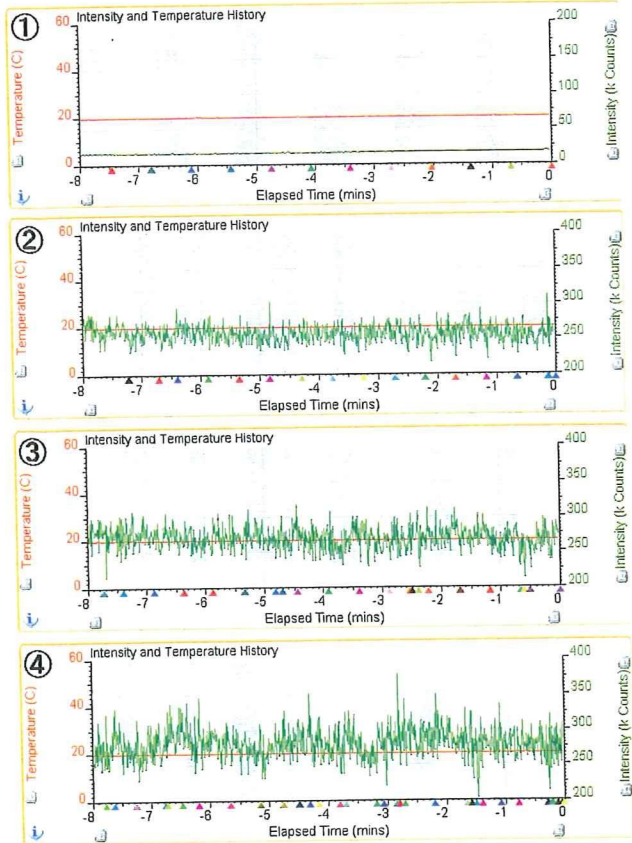 ①
Intensity and Temperature History
60
40
20
0
Temperature (C)
200
150
100
50
0
Intensity (k Counts)
-8 -7 -6 -5 -4 -3 -2 -1 0
Elapsed Time (mins)
②
Intensity and Temperature History
60
40
20
0
Temperature (C)
400
350
300
250
200
Intensity (k Counts)
-8 -7 -6 -5 -4 -3 -2 -1 0
Elapsed Time (mins)
③
Intensity and Temperature History
60
40
20
0
Temperature (C)
400
350
300
250
200
Intensity (k Counts)
-8 -7 -6 -5 -4 -3 -2 -1 0
Elapsed Time (mins)
④
Intensity and Temperature History
60
40
20
0
Temperature (C)
400
350
300
250
200
Intensity (k Counts)
-8 -7 -6 -5 -4 -3 -2 -1 0
Elapsed Time (mins)